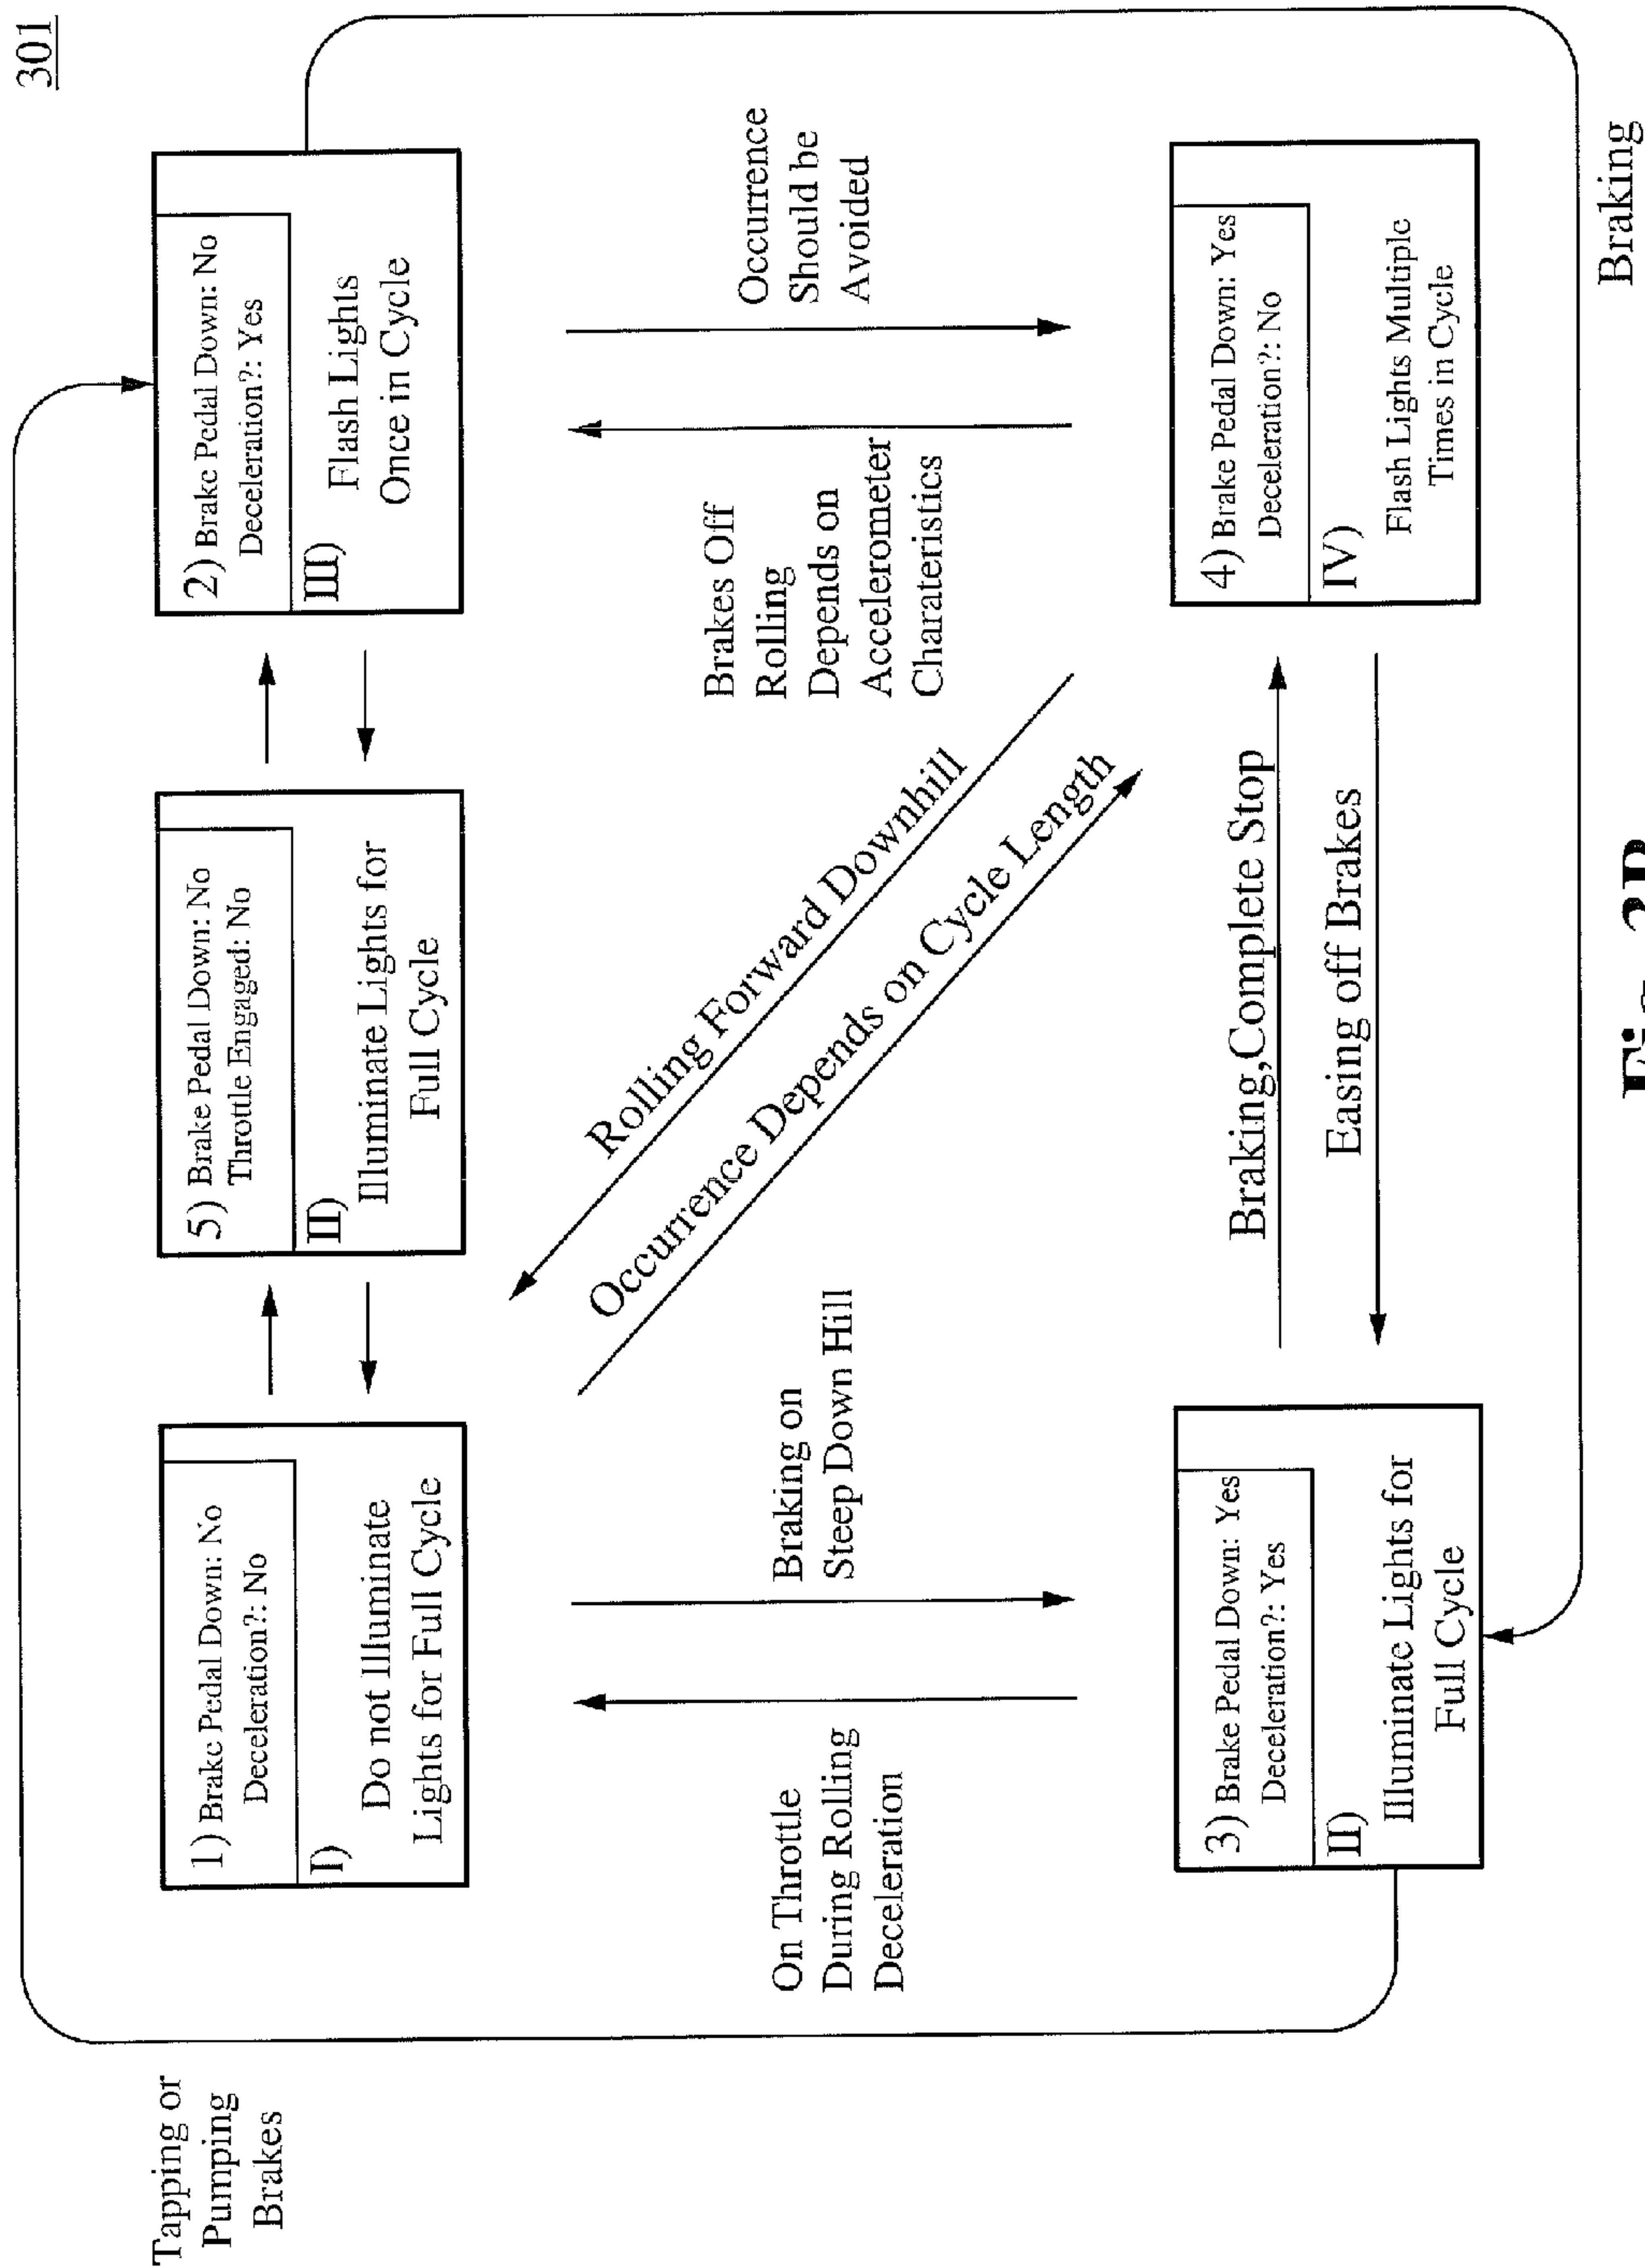 301
Tapping or
Pumping
Brakes
1) Brake Pedal Down: No
Deceleration?: No
I)
Do not Illuminate
Lights for Full Cycle
5) Brake Pedal Down: No
Throttle Engaged: No
II)
Illuminate Lights for
Full Cycle
2) Brake Pedal Down: No
Deceleration?: Yes
III)
Flash Lights
Once in Cycle
On Throttle
During Rolling
Deceleration
Braking on
Steep Down Hill
Rolling Forward Downhill
Occurrence Depends on Cycle Length
Brakes Off
Rolling
Depends on
Accelerometer
Charateristics
Occurrence
Should be
Avoided
3) Brake Pedal Down: Yes
Deceleration?: Yes
II)
Illuminate Lights for
Full Cycle
Braking,Complete Stop
Easing off Brakes
4) Brake Pedal Down: Yes
Deceleration?: No
IV)
Flash Lights Multiple
Times in Cycle
Braking